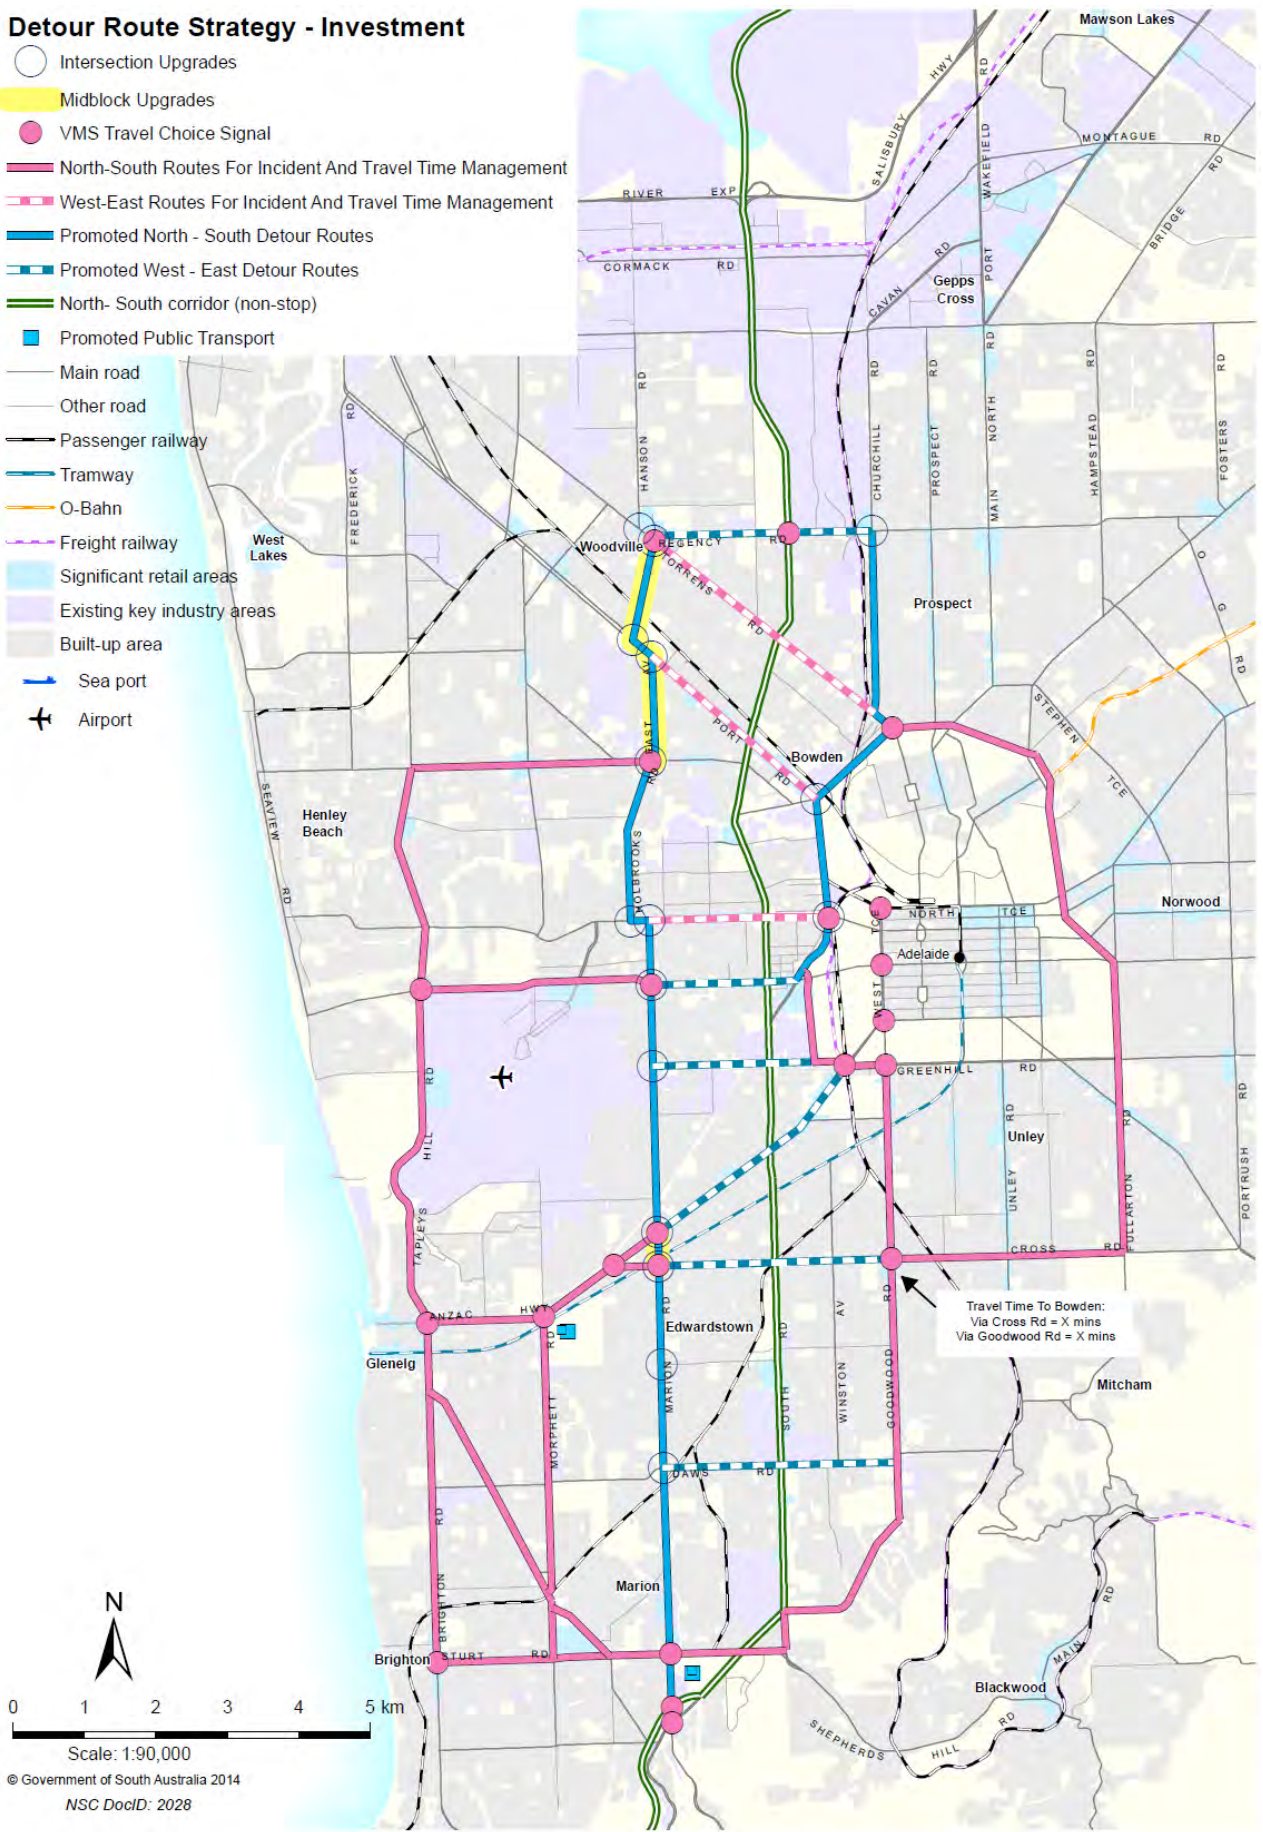 Detour Route Strategy - Investment
Intersection Upgrades
Midblock Upgrades
VMS Travel Choice Signal
North-South Routes For Incident And Travel Time Management
West-East Routes For Incident And Travel Time Management
Promoted North - South Detour Routes
Promoted West - East Detour Routes
North- South corridor (non-stop)
Promoted Public Transport
Main road
Other road
Passenger railway
Tramway
O-Bahn
Freight railway
Significant retail areas
Existing key industry areas
Built-up area
Sea port
Airport
Mawson Lakes
SALISBURY HWY
PORT WAKEFIELD RD
MONTAGUE RD
BRIDGE RD
RIVER EXP
CORMACK RD
CAVAN RD
Gepps
Cross
HANSON RD
CHURCHILL RD
PROSPECT RD
MAIN NORTH RD
HAMPSTEAD RD
FOSTERS RD
FREDERICK RD
West
Lakes
Woodville
REGENCY RD
TORRENS RD
Prospect
O G RD
STEPHEN TCE
PORT RD
Bowden
EAST AV
RD
Henley
Beach
SEAVIEW RD
HOLBROOKS
Norwood
NORTH TCE
TCE
Adelaide
WEST TCE
GREENHILL RD
Unley
UNLEY RD
FULLARTON RD
PORTRUSH RD
TAPLEYS HILL RD
CROSS RD
ANZAC HWY
Glenelg
Edwardstown
Travel Time To Bowden:
Via Cross Rd = X mins
Via Goodwood Rd = X mins
Mitcham
MORPHETT RD
MARION RD
SOUTH RD
WINSTON AV
GOODWOOD RD
DAWS RD
BRIGHTON RD
Marion
Brighton
STURT RD
Blackwood
MAIN RD
SHEPHERDS HILL RD
N
0 1 2 3 4 5 km
Scale: 1:90,000
© Government of South Australia 2014
NSC DocID: 2028